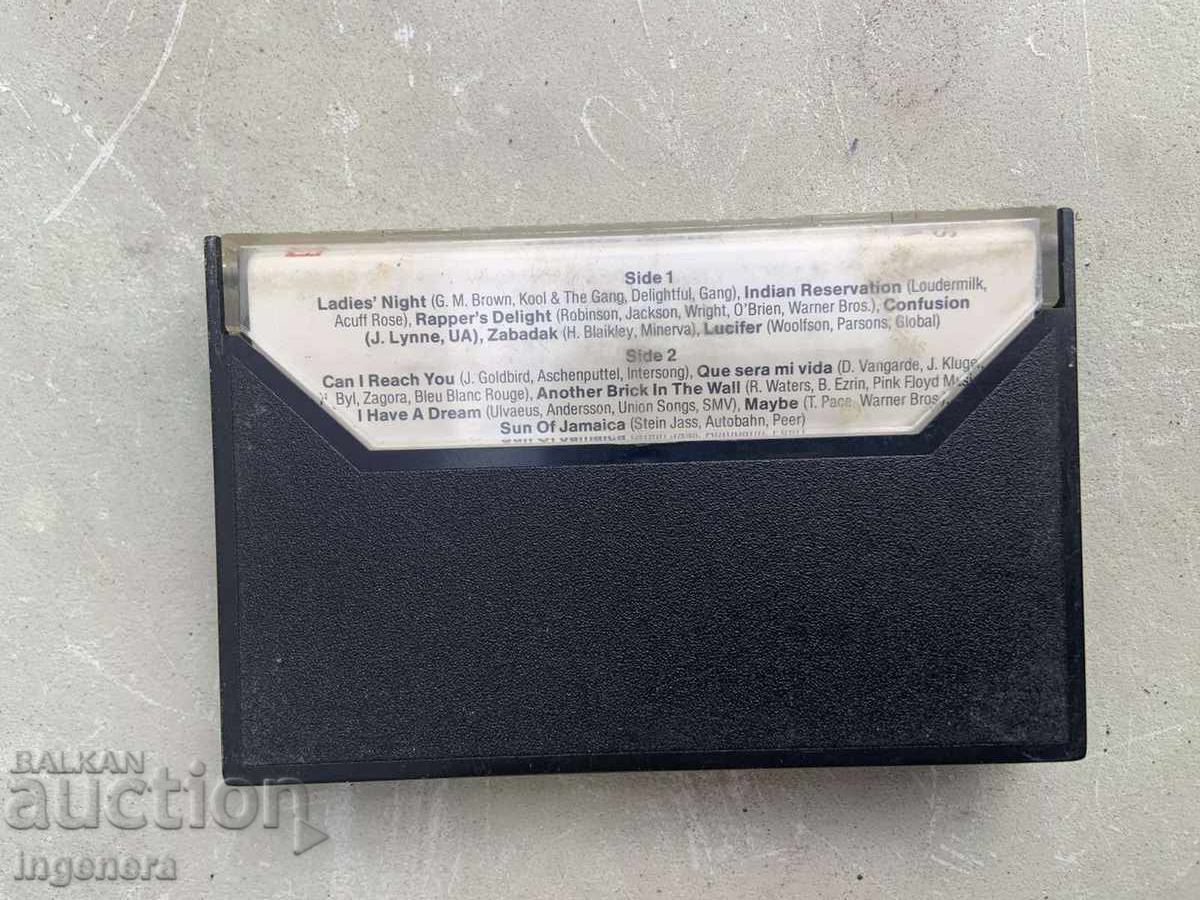 Side 1
Ladies' Night (G. M. Brown, Kool & The Gang, Delightful, Gang), Indian Reservation (Loudermilk,
Acuff Rose), Rapper's Delight (Robinson, Jackson, Wright, O'Brien, Warner Bros.), Confusion
(J. Lynne, UA), Zabadak (H. Blaikley, Minerva), Lucifer (Woolfson, Parsons, Global)
Side 2
Can I Reach You (J. Goldbird, Aschenputtel, Intersong), Que sera mi vida (D. Vangarde, J. Kluger,
Byl, Zagora, Bleu Blanc Rouge), Another Brick In The Wall (R. Waters, B. Ezrin, Pink Floyd
I Have A Dream (Ulvaeus, Andersson, Union Songs, SMV), Maybe (T. Pace, Warner Bros.
Sun Of Jamaica (Stein Jass, Autobahn, Peer)
BALKAN
auction
ingenera